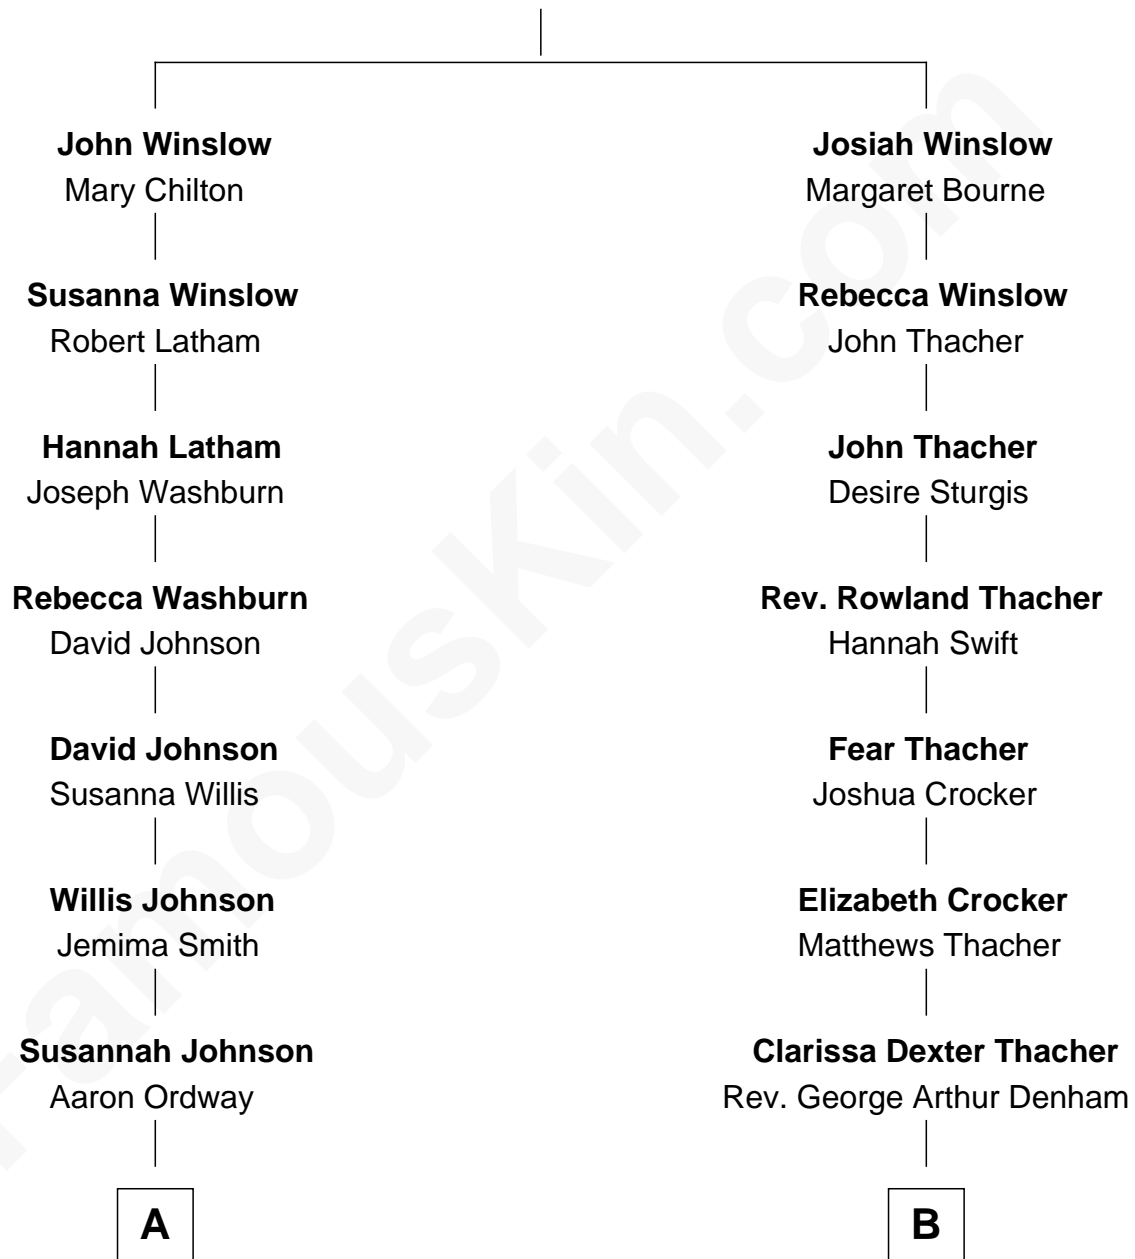 John Winslow
Mary Chilton
Susanna Winslow
Robert Latham
Hannah Latham
Joseph Washburn
Rebecca Washburn
David Johnson
David Johnson
Susanna Willis
Willis Johnson
Jemima Smith
Susannah Johnson
Aaron Ordway
A
Josiah Winslow
Margaret Bourne
Rebecca Winslow
John Thacher
John Thacher
Desire Sturgis
Rev. Rowland Thacher
Hannah Swift
Fear Thacher
Joshua Crocker
Elizabeth Crocker
Matthews Thacher
Clarissa Dexter Thacher
Rev. George Arthur Denham
B
FamousKin.com